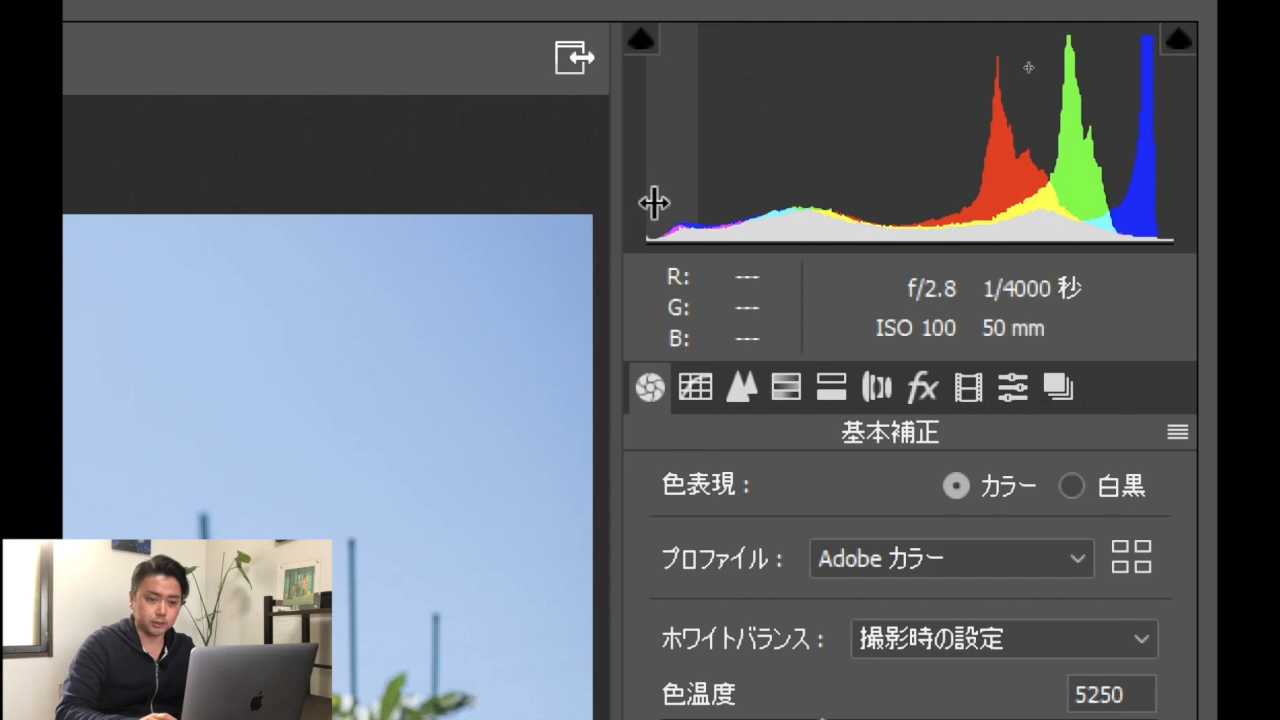 R: ---
G: ---
B: ---
f/2.8 1/4000 秒
ISO 100 50 mm
fx
基本補正
色表現 : カラー 白黒
プロファイル : Adobe カラー
ホワイトバランス : 撮影時の設定
色温度 5250